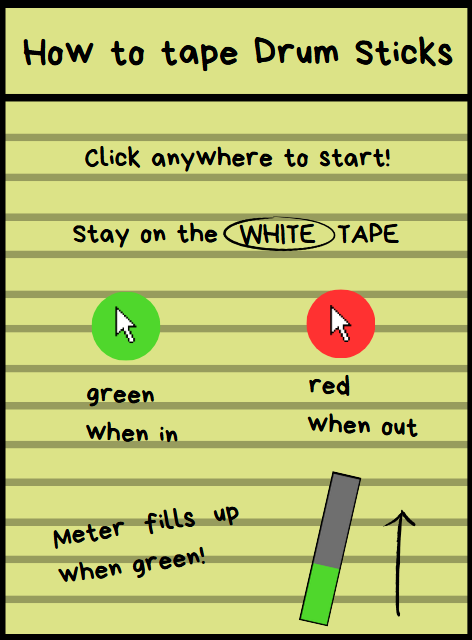 How to tape Drum Sticks
Click anywhere to start!
Stay on the WHITE TAPE
green
when in
red
when out
Meter fills up
when green!